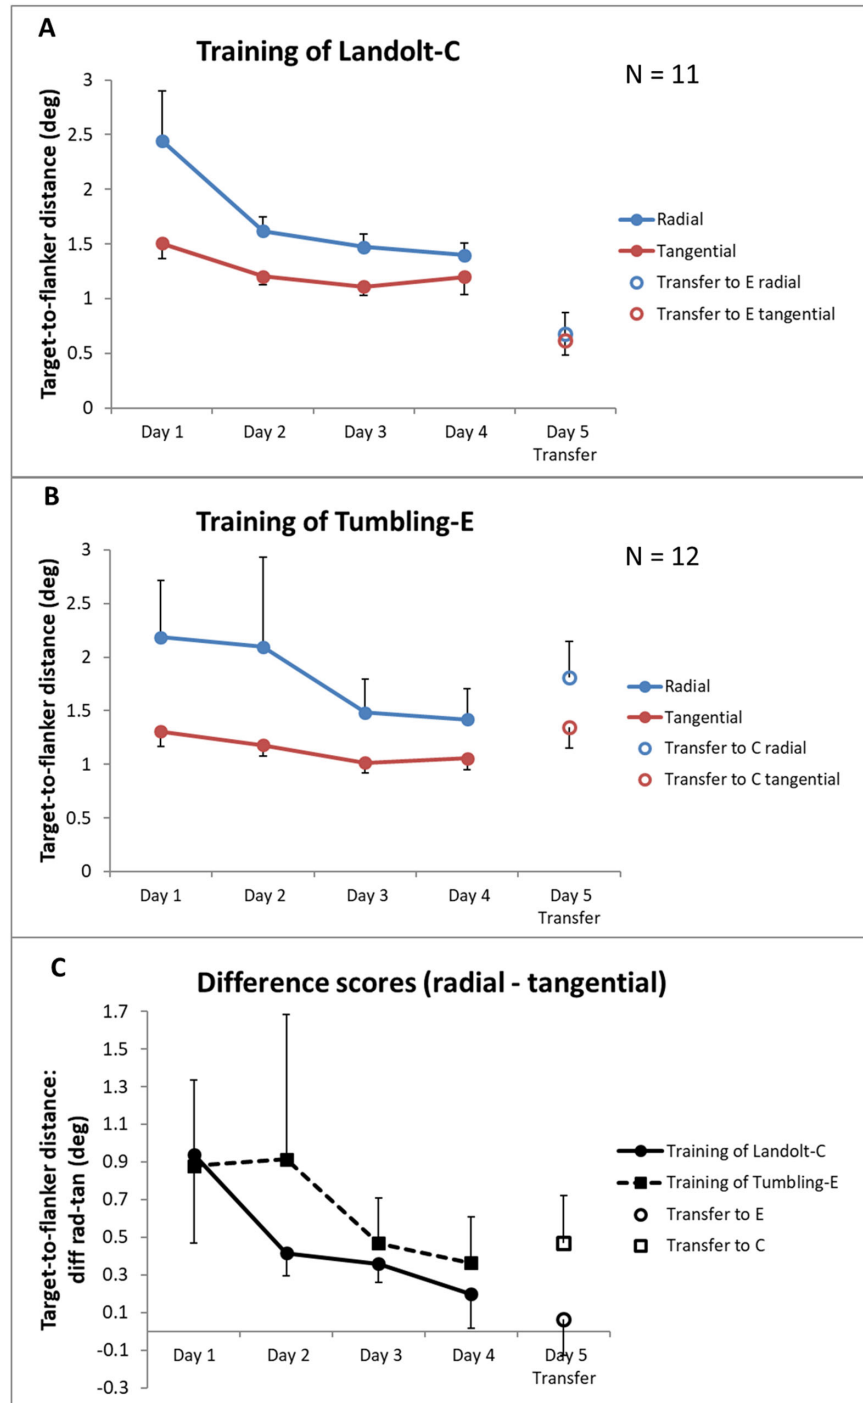 A
Training of Landolt-C
N = 11
Target-to-flanker distance (deg)
3
2.5
2
1.5
1
0.5
0
Day 1
Day 2
Day 3
Day 4
Day 5
Transfer
Radial
Tangential
Transfer to E radial
Transfer to E tangential
B
Training of Tumbling-E
N = 12
Target-to-flanker distance (deg)
3
2.5
2
1.5
1
0.5
0
Day 1
Day 2
Day 3
Day 4
Day 5
Transfer
Radial
Tangential
Transfer to C radial
Transfer to C tangential
C
Difference scores (radial - tangential)
Target-to-flanker distance:
diff rad-tan (deg)
1.7
1.5
1.3
1.1
0.9
0.7
0.5
0.3
0.1
-0.1
-0.3
Day 1
Day 2
Day 3
Day 4
Day 5
Transfer
Training of Landolt-C
Training of Tumbling-E
Transfer to E
Transfer to C